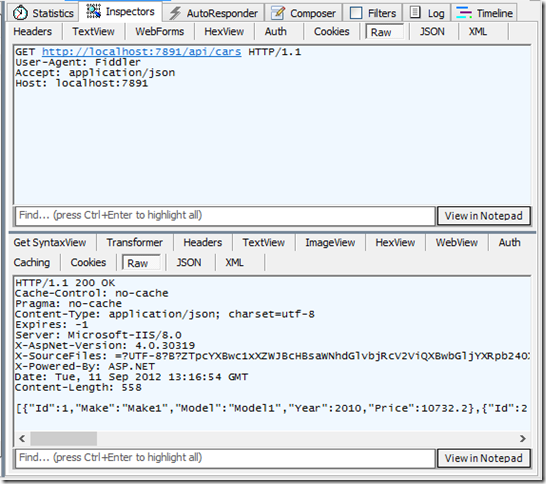 Statistics Inspectors AutoResponder Composer Filters Log Timeline
Headers TextView WebForms HexView Auth Cookies Raw JSON XML
GET http://localhost:7891/api/cars HTTP/1.1
User-Agent: Fiddler
Accept: application/json
Host: localhost:7891
Find... (press Ctrl+Enter to highlight all) View in Notepad
Get SyntaxView Transformer Headers TextView ImageView HexView WebView Auth
Caching Cookies Raw JSON XML
HTTP/1.1 200 OK
Cache-Control: no-cache
Pragma: no-cache
Content-Type: application/json; charset=utf-8
Expires: -1
Server: Microsoft-IIS/8.0
X-AspNet-Version: 4.0.30319
X-SourceFiles:
X-Powered-By: ASP.NET
Date: Tue, 11 Sep 2012 13:16:54 GMT
Content-Length: 558
[{"Id":1,"Make":"Make1","Model":"Model1","Year":2010,"Price":10732.2},{"Id":2
Find... (press Ctrl+Enter to highlight all) View in Notepad